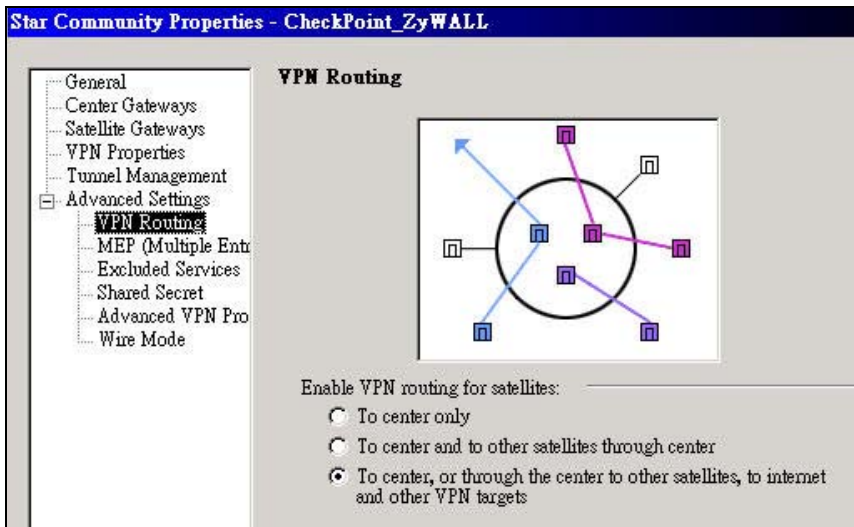 Star Community Properties - CheckPoint_ZyWALL
General
Center Gateways
Satellite Gateways
VPN Properties
Tunnel Management
Advanced Settings
VPN Routing
MEP (Multiple Entr
Excluded Services
Shared Secret
Advanced VPN Pro
Wire Mode
VPN Routing
Enable VPN routing for satellites:
To center only
To center and to other satellites through center
To center, or through the center to other satellites, to internet
and other VPN targets